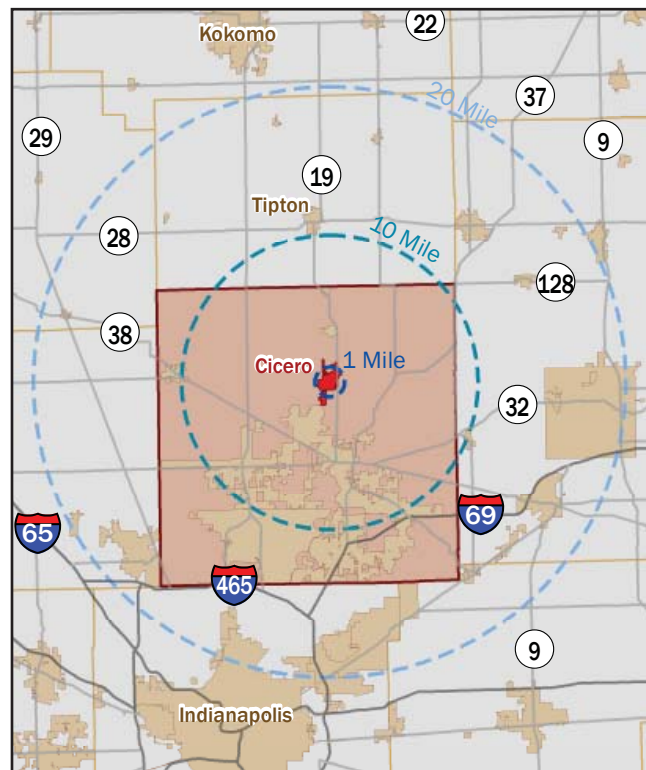 22
Kokomo
20 Mile
37
29
9
19
Tipton
10 Mile
28
128
38
Cicero
1 Mile
32
69
65
465
9
Indianapolis